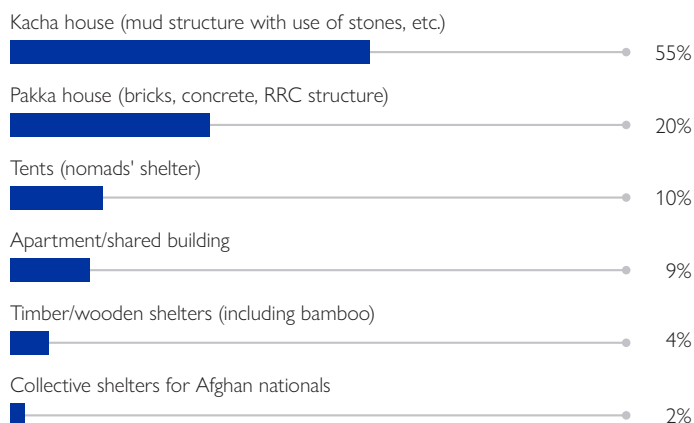 Kacha house (mud structure with use of stones, etc.)
55%
Pakka house (bricks, concrete, RRC structure)
20%
Tents (nomads' shelter)
10%
Apartment/shared building
9%
Timber/wooden shelters (including bamboo)
4%
Collective shelters for Afghan nationals
2%